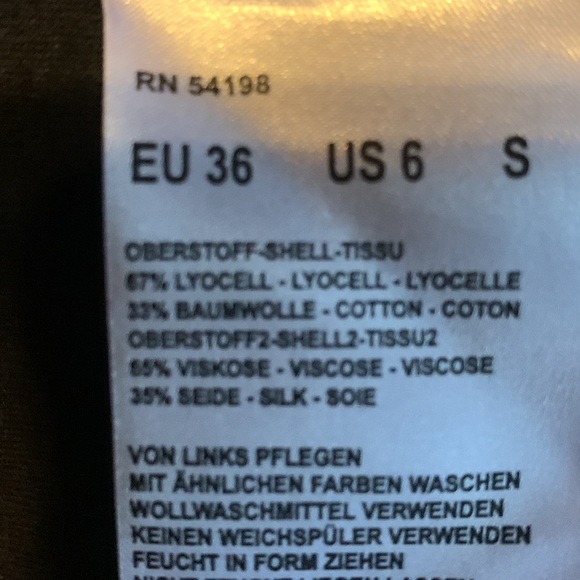 RN 54198
EU 36 US 6 S
OBERSTOFF-SHELL-TISSU
67% LYOCELL - LYOCELL - LYOCELLE
33% BAUMWOLLE - COTTON - COTON
OBERSTOFF2-SHELL2-TISSU2
65% VISKOSE - VISCOSE - VISCOSE
35% SEIDE - SILK - SOIE
VON LINKS PFLEGEN
MIT ÄHNLICHEN FARBEN WASCHEN
WOLLWASCHMITTEL VERWENDEN
KEINEN WEICHSPÜLER VERWENDEN
FEUCHT IN FORM ZIEHEN